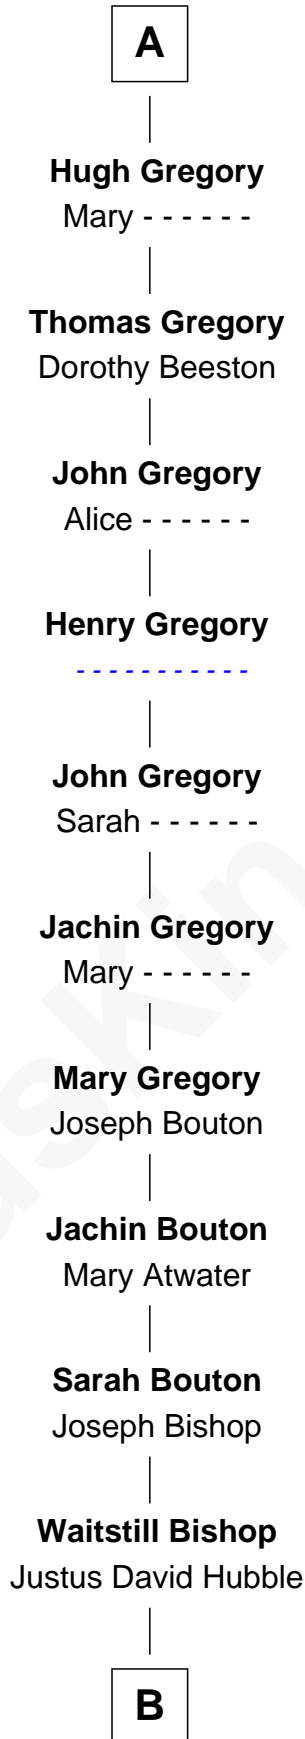 A
Hugh Gregory
Mary - - - - - -
Thomas Gregory
Dorothy Beeston
John Gregory
Alice - - - - - -
Henry Gregory
- - - - - - - - - - -
John Gregory
Sarah - - - - - -
Jachin Gregory
Mary - - - - - -
Mary Gregory
Joseph Bouton
Jachin Bouton
Mary Atwater
Sarah Bouton
Joseph Bishop
Waitstill Bishop
Justus David Hubble
B